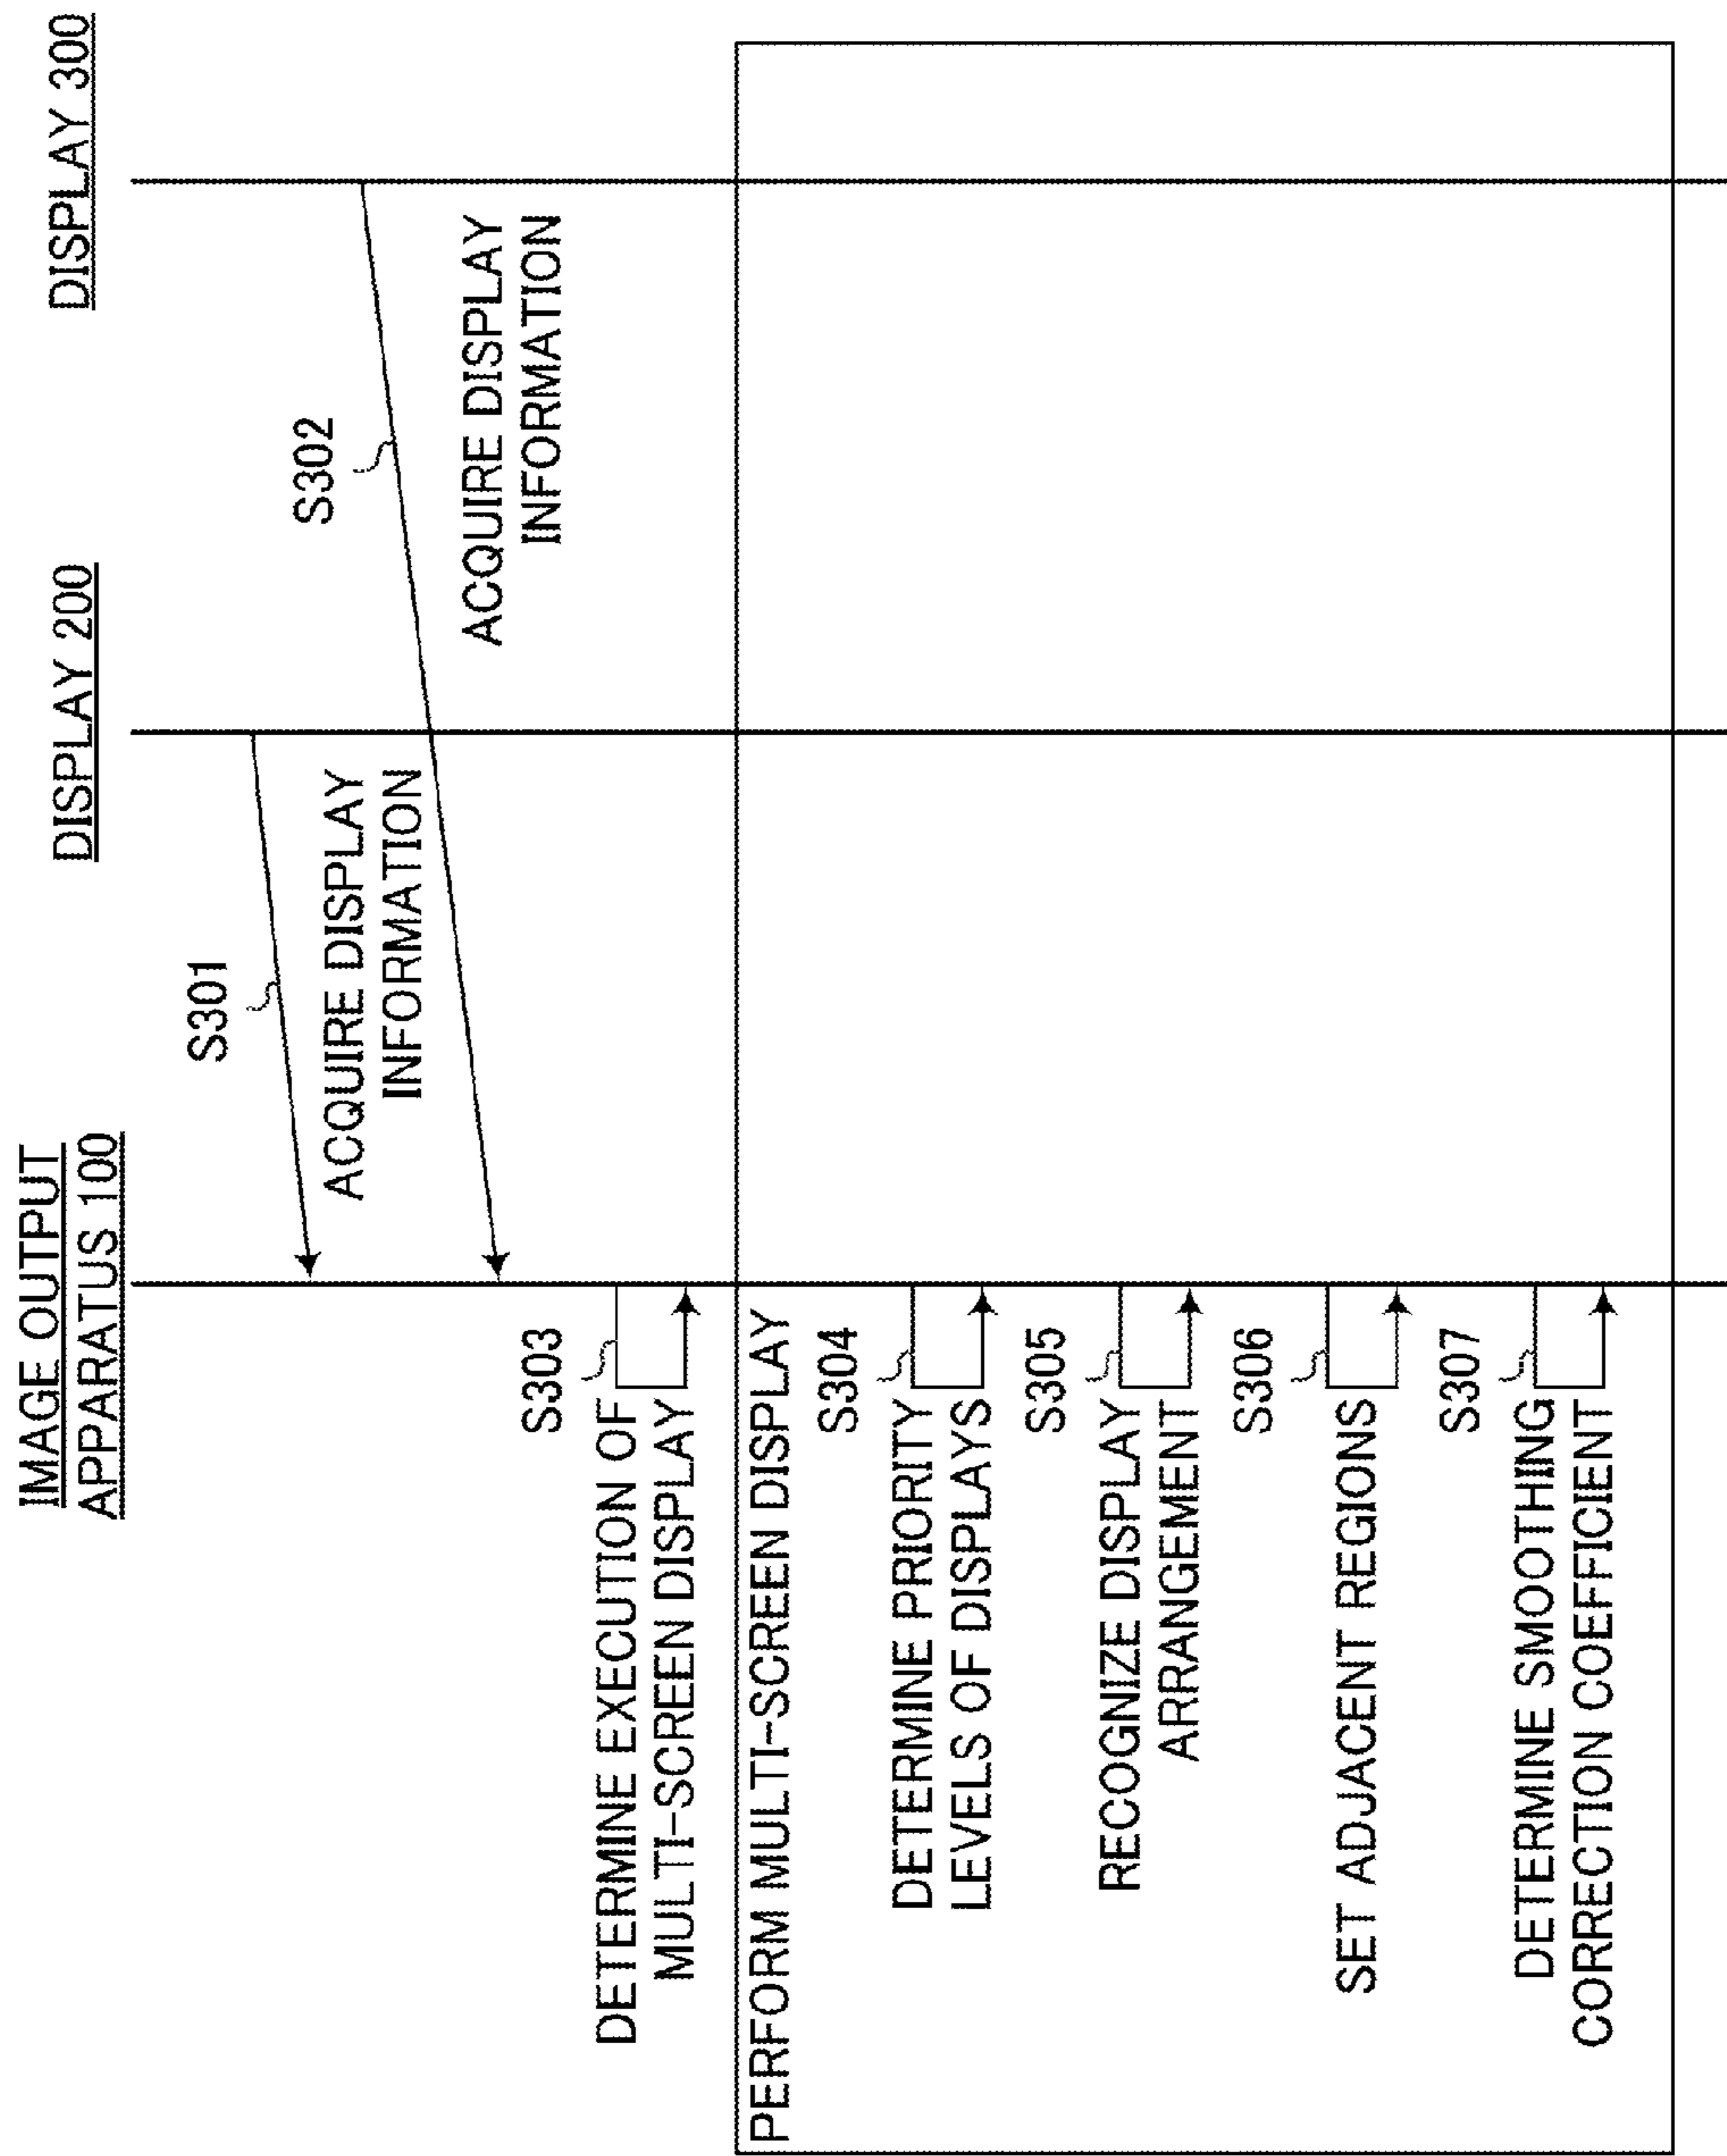 IMAGE OUTPUT
APPARATUS 100
DISPLAY 200
DISPLAY 300
S301
ACQUIRE DISPLAY
INFORMATION
S302
ACQUIRE DISPLAY
INFORMATION
S303
DETERMINE EXECUTION OF
MULTI-SCREEN DISPLAY
PERFORM MULTI-SCREEN DISPLAY
S304
DETERMINE PRIORITY
LEVELS OF DISPLAYS
S305
RECOGNIZE DISPLAY
ARRANGEMENT
S306
SET ADJACENT REGIONS
S307
DETERMINE SMOOTHING
CORRECTION COEFFICIENT